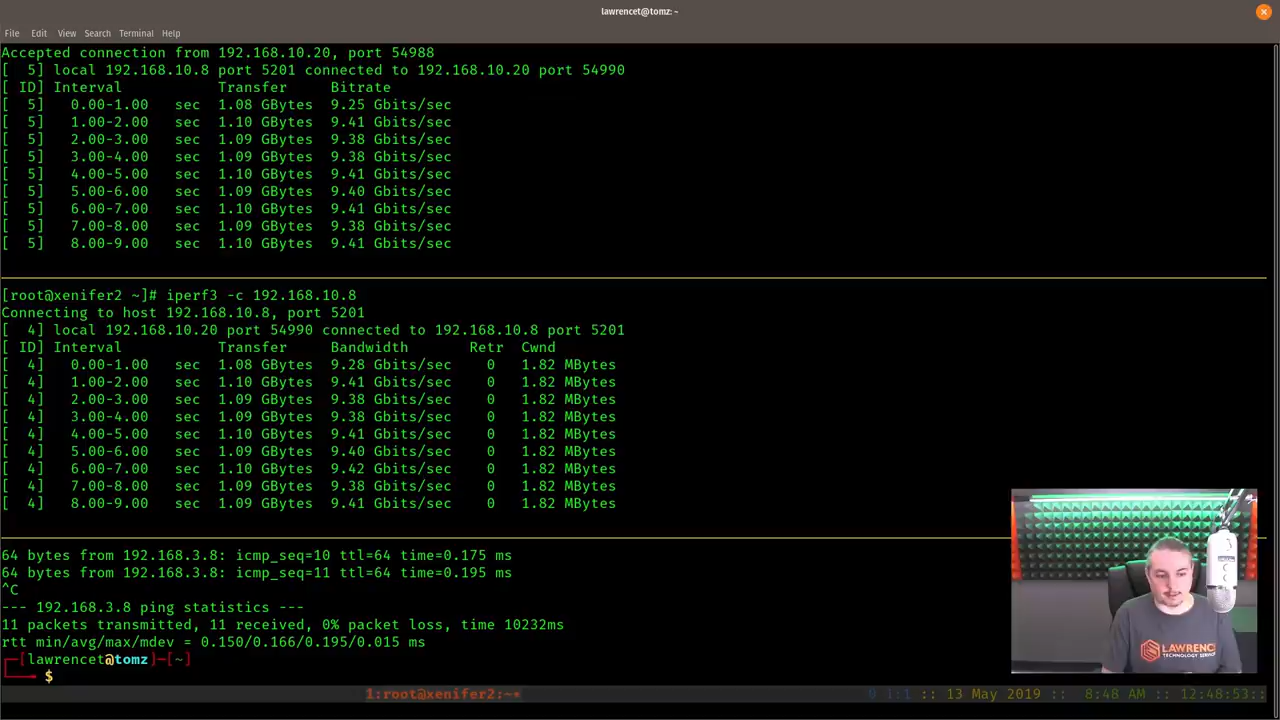 lawrencet@tomz: ~
File Edit View Search Terminal Help
Accepted connection from 192.168.10.20, port 54988
[  5] local 192.168.10.8 port 5201 connected to 192.168.10.20 port 54990
[ ID] Interval           Transfer     Bitrate
[  5]   0.00-1.00   sec  1.08 GBytes  9.25 Gbits/sec
[  5]   1.00-2.00   sec  1.10 GBytes  9.41 Gbits/sec
[  5]   2.00-3.00   sec  1.09 GBytes  9.38 Gbits/sec
[  5]   3.00-4.00   sec  1.09 GBytes  9.38 Gbits/sec
[  5]   4.00-5.00   sec  1.10 GBytes  9.41 Gbits/sec
[  5]   5.00-6.00   sec  1.09 GBytes  9.40 Gbits/sec
[  5]   6.00-7.00   sec  1.10 GBytes  9.41 Gbits/sec
[  5]   7.00-8.00   sec  1.09 GBytes  9.38 Gbits/sec
[  5]   8.00-9.00   sec  1.10 GBytes  9.41 Gbits/sec
[root@xenifer2 ~]# iperf3 -c 192.168.10.8
Connecting to host 192.168.10.8, port 5201
[  4] local 192.168.10.20 port 54990 connected to 192.168.10.8 port 5201
[ ID] Interval           Transfer     Bandwidth       Retr  Cwnd
[  4]   0.00-1.00   sec  1.08 GBytes  9.28 Gbits/sec    0   1.82 MBytes
[  4]   1.00-2.00   sec  1.10 GBytes  9.41 Gbits/sec    0   1.82 MBytes
[  4]   2.00-3.00   sec  1.09 GBytes  9.38 Gbits/sec    0   1.82 MBytes
[  4]   3.00-4.00   sec  1.09 GBytes  9.38 Gbits/sec    0   1.82 MBytes
[  4]   4.00-5.00   sec  1.10 GBytes  9.41 Gbits/sec    0   1.82 MBytes
[  4]   5.00-6.00   sec  1.09 GBytes  9.40 Gbits/sec    0   1.82 MBytes
[  4]   6.00-7.00   sec  1.10 GBytes  9.42 Gbits/sec    0   1.82 MBytes
[  4]   7.00-8.00   sec  1.09 GBytes  9.38 Gbits/sec    0   1.82 MBytes
[  4]   8.00-9.00   sec  1.09 GBytes  9.41 Gbits/sec    0   1.82 MBytes
64 bytes from 192.168.3.8: icmp_seq=10 ttl=64 time=0.175 ms
64 bytes from 192.168.3.8: icmp_seq=11 ttl=64 time=0.195 ms
^C
--- 192.168.3.8 ping statistics ---
11 packets transmitted, 11 received, 0% packet loss, time 10232ms
rtt min/avg/max/mdev = 0.150/0.166/0.195/0.015 ms
[lawrencet@tomz]-[~]
$
LAWRENCE
TECHNOLOGY
1:root@xenifer2:~* 1:1 :: 13 May 2019 :: 8:48 AM :: 12:48:53::